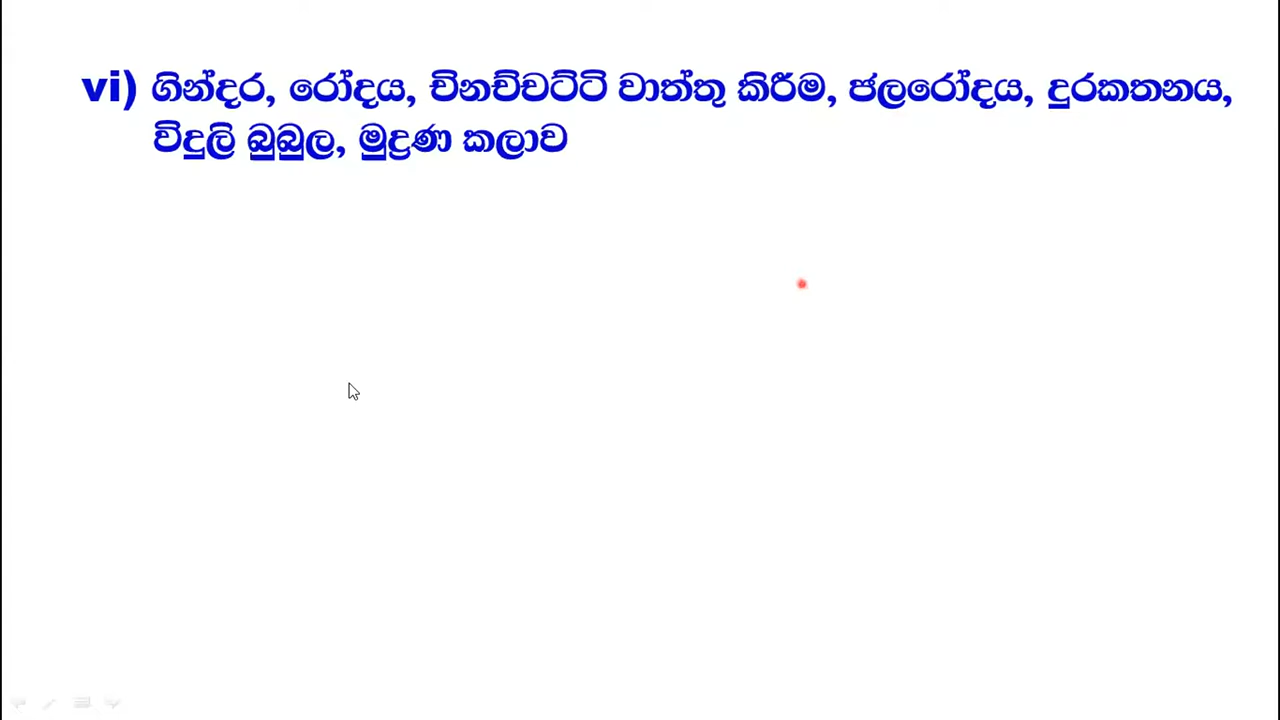 vi) ගින්දර, රෝදය, චිනච්චට්ටි වාත්තු කිරීම, ජලරෝදය, දුරකතනය,
විදුලි බුබුල, මුද්‍රණ කලාව